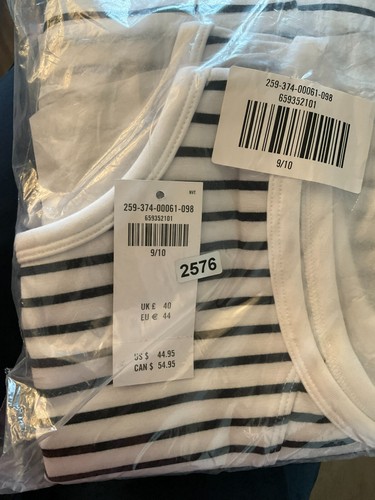 259-374-00061-098
659352101
9/10
259-374-00061-098
659352101
9/10
2576
UK £ 40
EU € 44
US $ 44.95
CAN $ 54.95